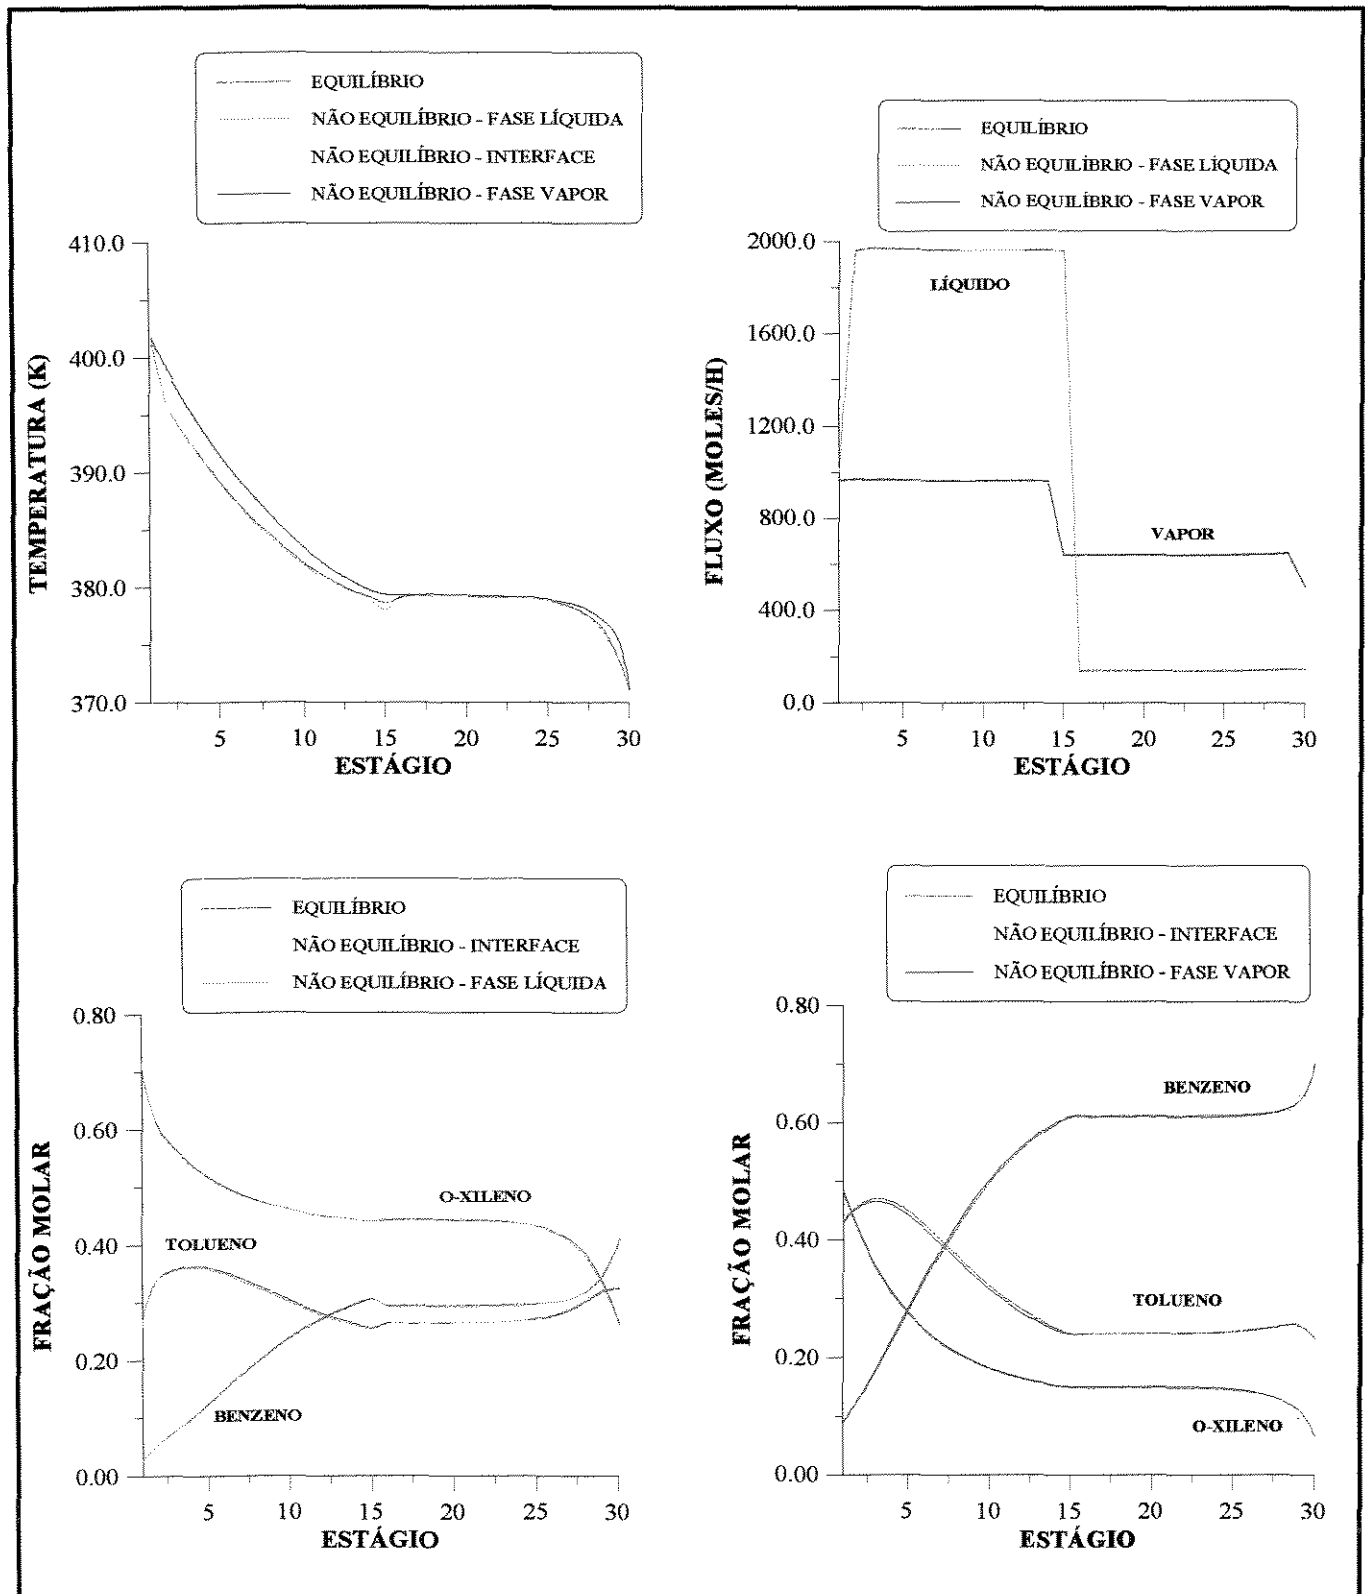 EQUILÍBRIO
NÃO EQUILÍBRIO - FASE LÍQUIDA
NÃO EQUILÍBRIO - INTERFACE
NÃO EQUILÍBRIO - FASE VAPOR
TEMPERATURA (K)
410.0
400.0
390.0
380.0
370.0
5
10
15
20
25
30
ESTÁGIO
EQUILÍBRIO
NÃO EQUILÍBRIO - FASE LÍQUIDA
NÃO EQUILÍBRIO - FASE VAPOR
FLUXO (MOLES/H)
2000.0
1600.0
1200.0
800.0
400.0
0.0
LÍQUIDO
VAPOR
5
10
15
20
25
30
ESTÁGIO
EQUILÍBRIO
NÃO EQUILÍBRIO - INTERFACE
NÃO EQUILÍBRIO - FASE LÍQUIDA
FRAÇÃO MOLAR
0.80
0.60
0.40
0.20
0.00
O-XILENO
TOLUENO
BENZENO
5
10
15
20
25
30
ESTÁGIO
EQUILÍBRIO
NÃO EQUILÍBRIO - INTERFACE
NÃO EQUILÍBRIO - FASE VAPOR
FRAÇÃO MOLAR
0.80
0.60
0.40
0.20
0.00
BENZENO
TOLUENO
O-XILENO
5
10
15
20
25
30
ESTÁGIO